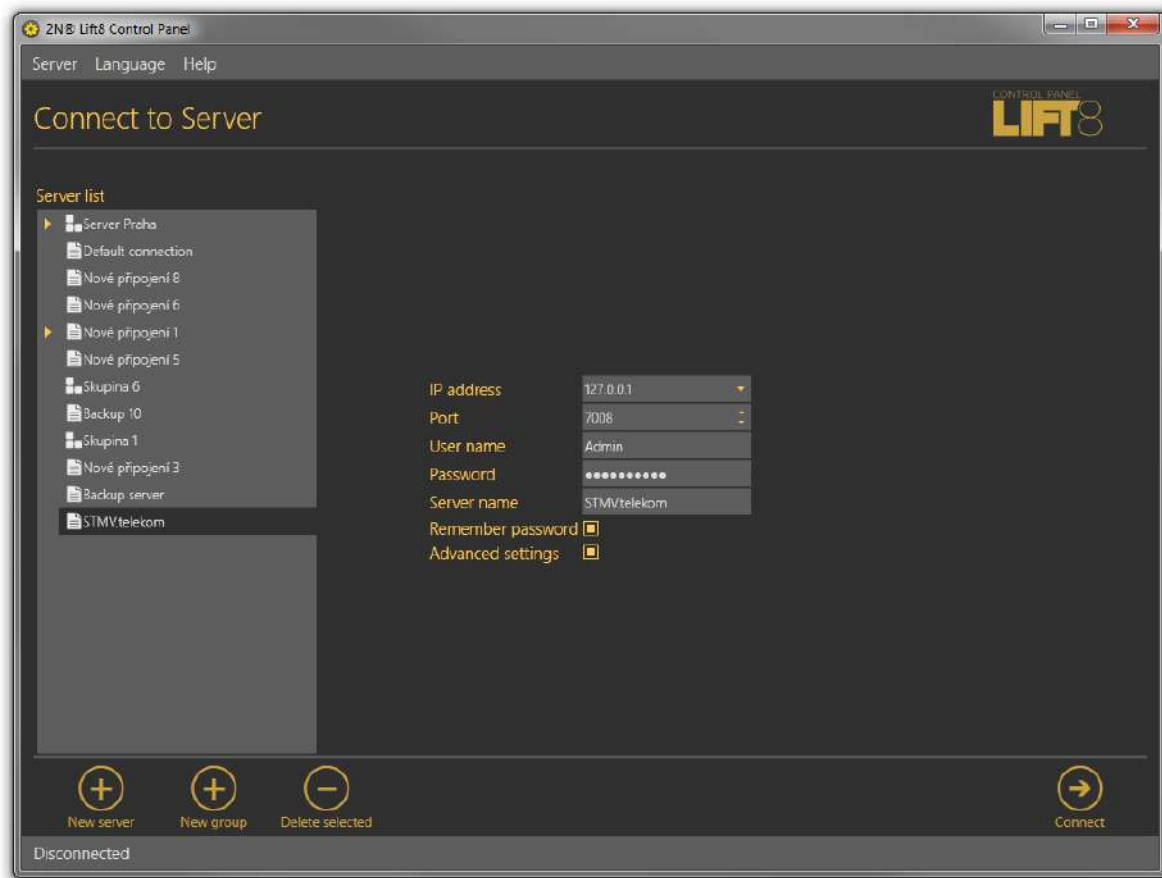 2N® Lift8 Control Panel
Server Language Help
Connect to Server
CONTROL PANEL
LIFT8
Server list
Server Praha
Default connection
Nové připojení 8
Nové připojení 6
Nové připojení 1
Nové připojení 5
Skupina 6
Backup 10
Skupina 1
Nové připojení 3
Backup server
STMV.telekom
IP address 127.0.0.1
Port 7008
User name Admin
Password ●●●●●●●●●●
Server name STMV.telekom
Remember password
Advanced settings
New server New group Delete selected Connect
Disconnected